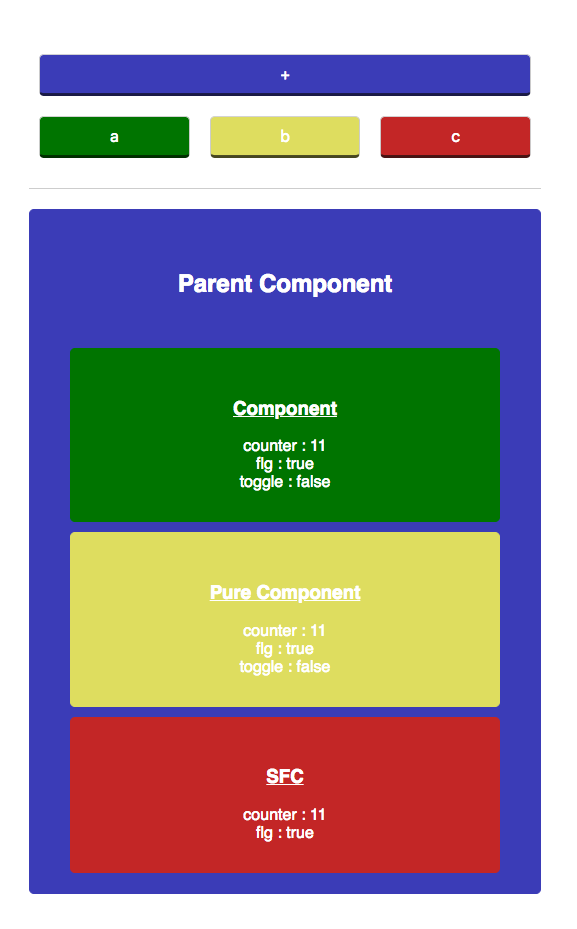 +
a b c
Parent Component
Component
counter : 11
flg : true
toggle : false
Pure Component
counter : 11
flg : true
toggle : false
SFC
counter : 11
flg : true